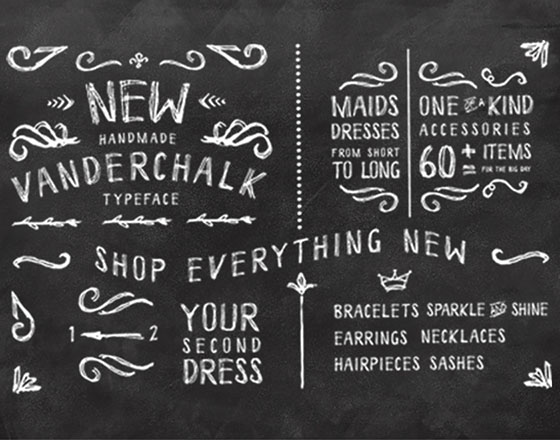 NEW
HANDMADE
VANDERCHALK
TYPEFACE
MAIDS
DRESSES
FROM SHORT
TO LONG
ONE OF A KIND
ACCESSORIES
60 + ITEMS
FOR THE BIG DAY
SHOP EVERYTHING NEW
1 2
YOUR
SECOND
DRESS
BRACELETS SPARKLE AND SHINE
EARRINGS NECKLACES
HAIRPIECES SASHES